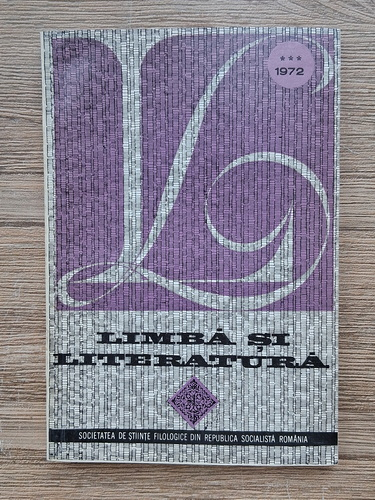 ***
1972
LIMBĂ ȘI
LITERATURĂ
SOCIETATEA DE ȘTIINȚE FILOLOGICE DIN REPUBLICA SOCIALISTĂ ROMÂNIA